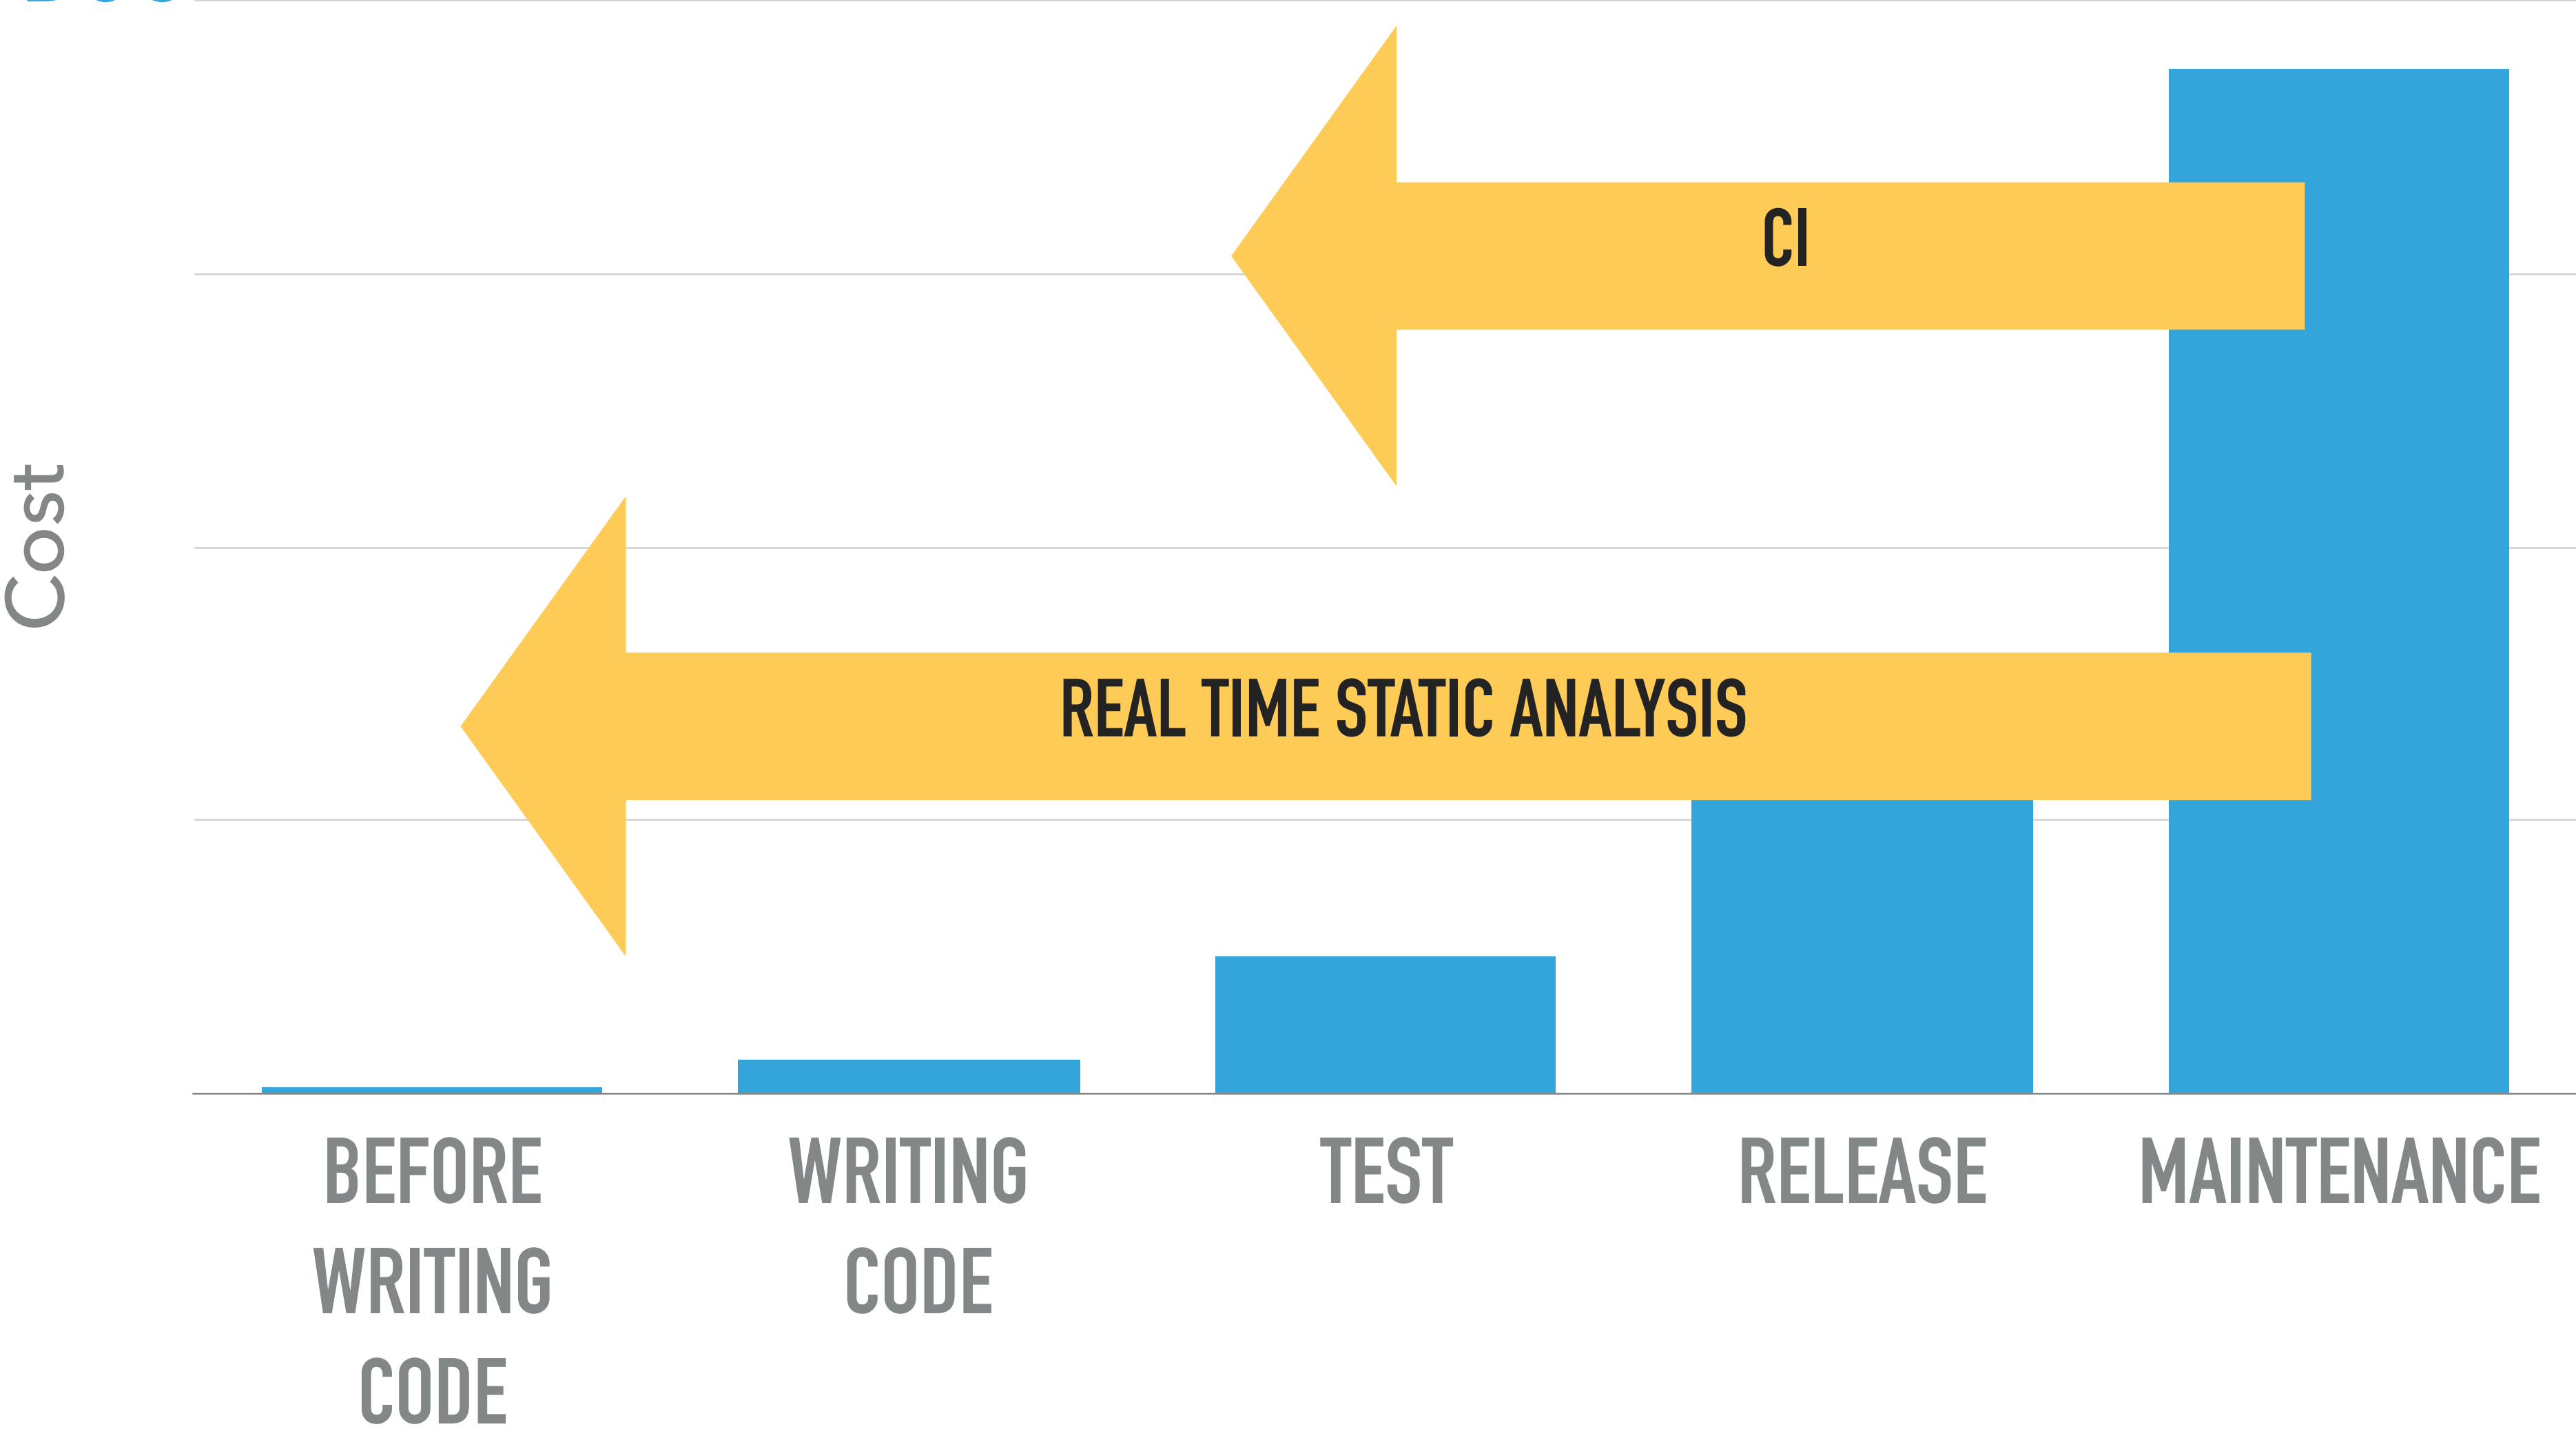 CI
Cost
REAL TIME STATIC ANALYSIS
BEFORE
WRITING
CODE
WRITING
CODE
TEST
RELEASE
MAINTENANCE